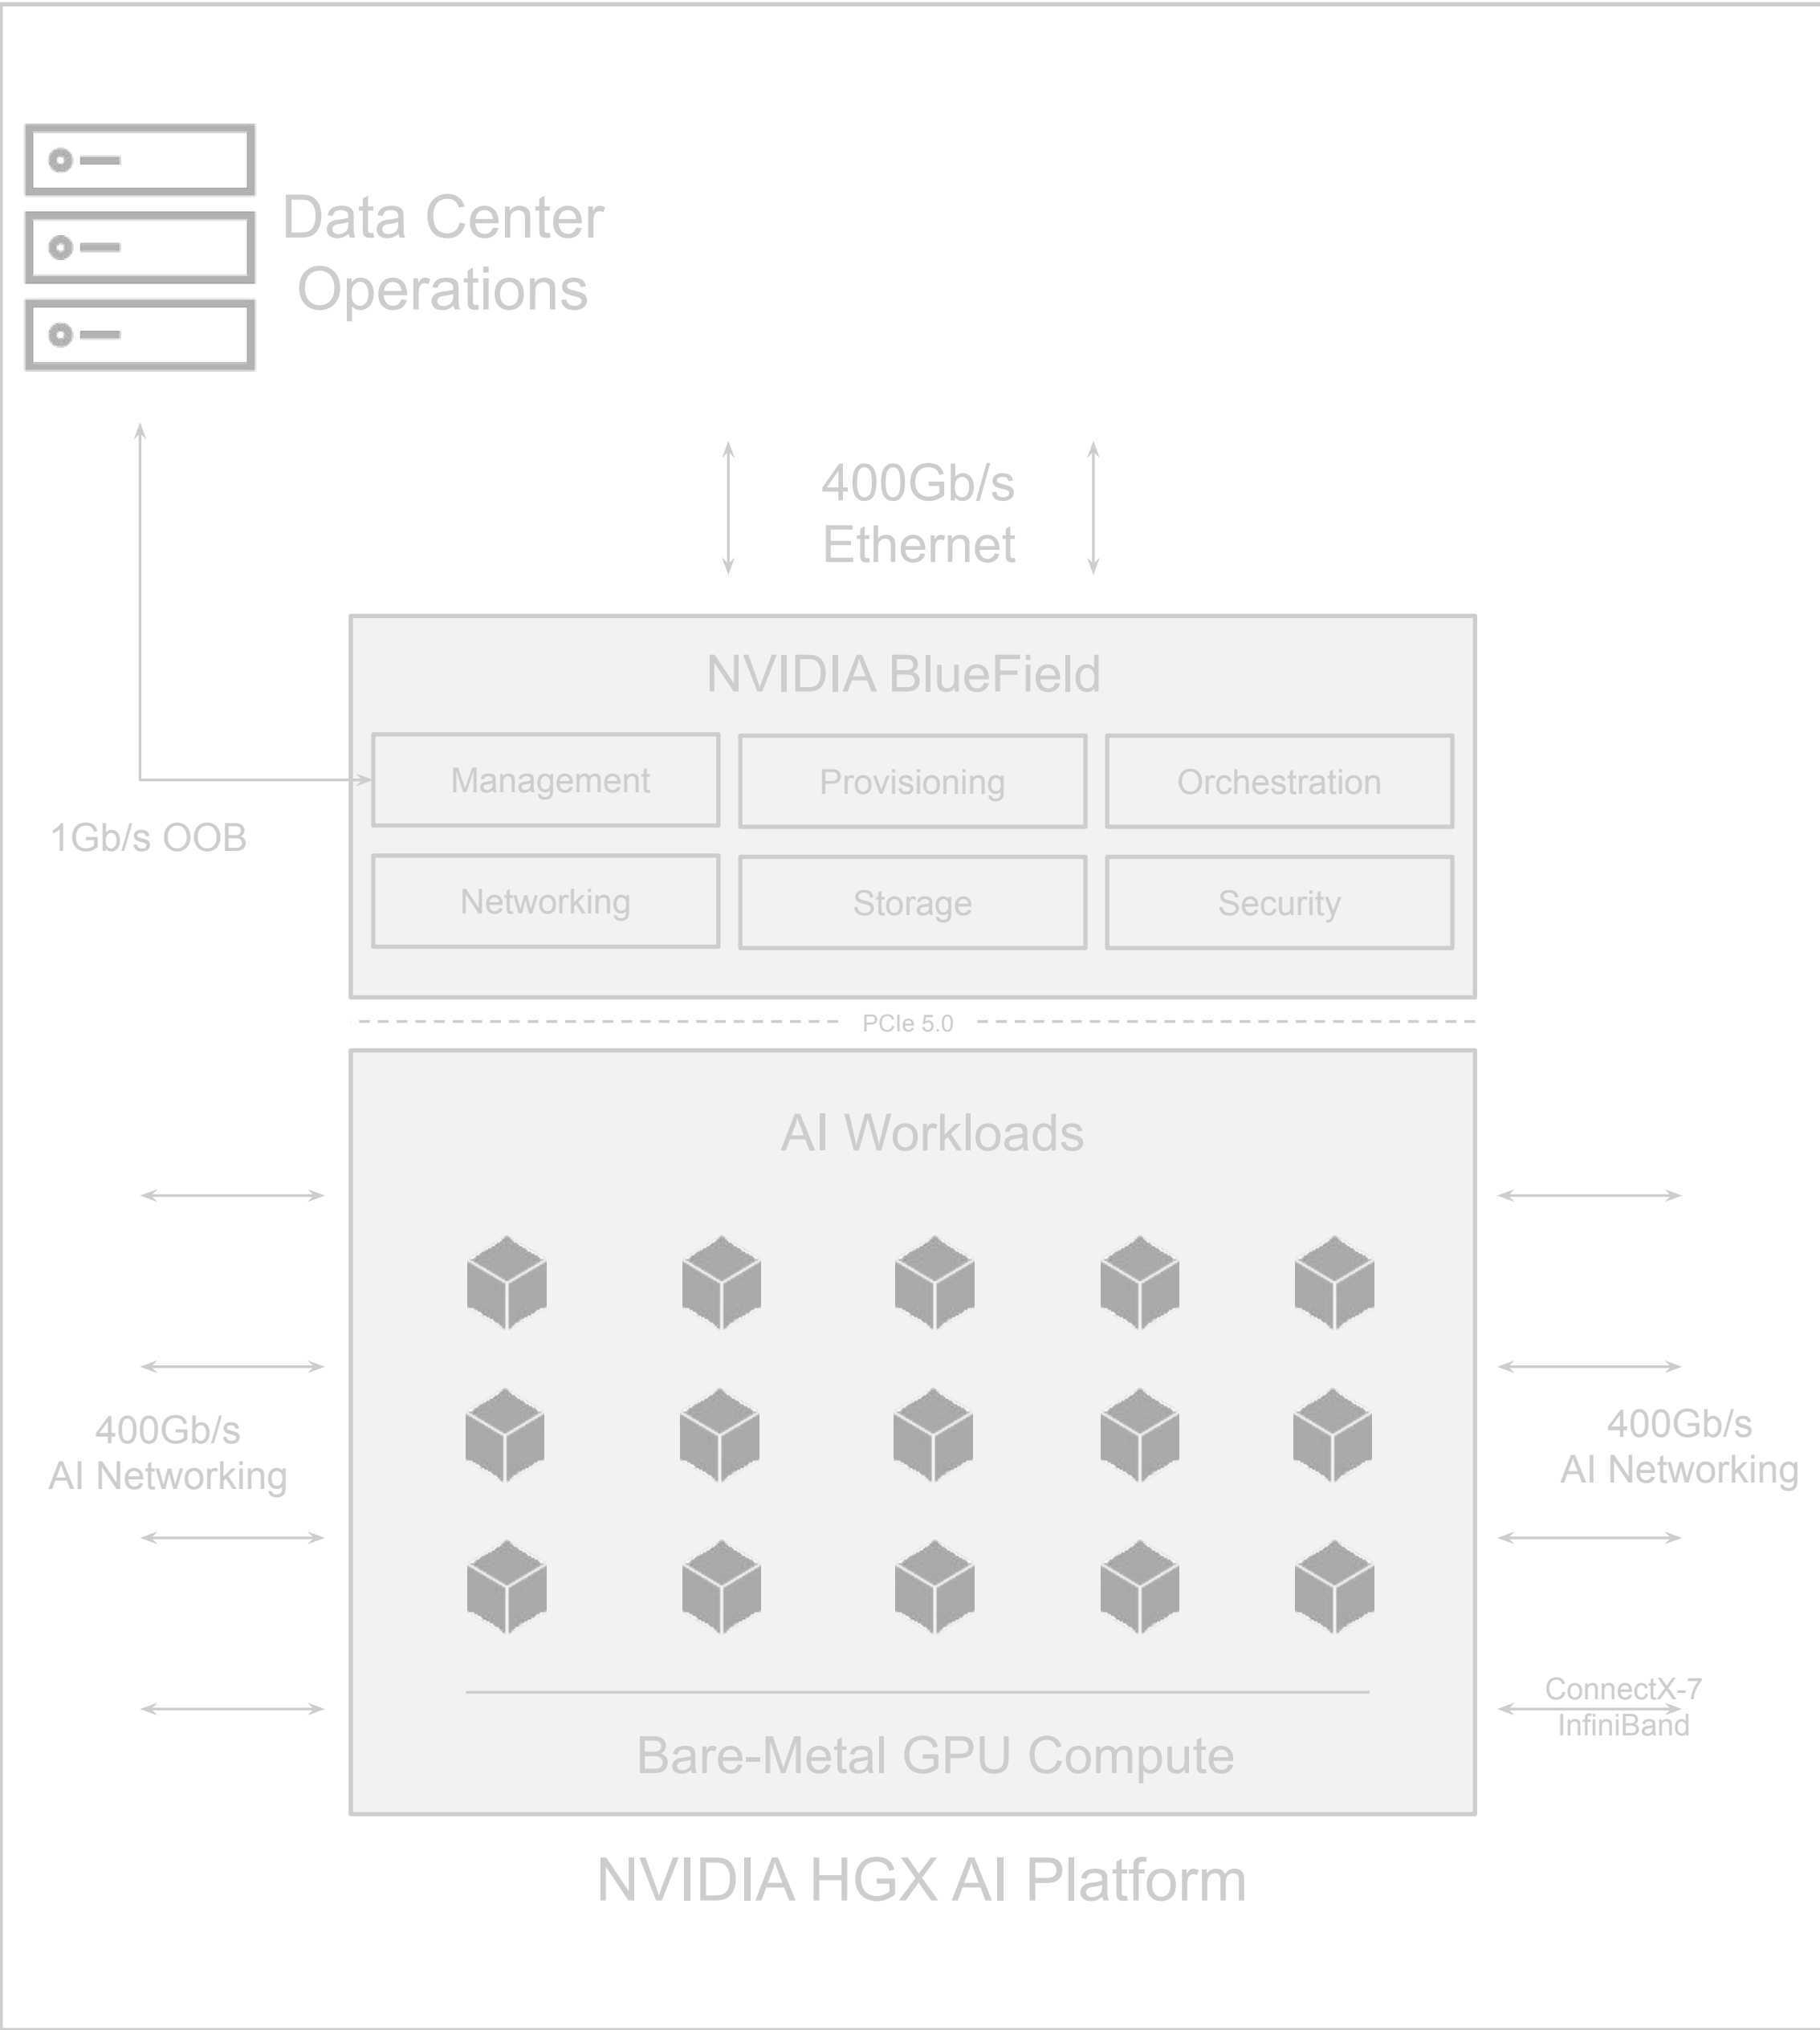 Data Center
Operations
400Gb/s
Ethernet
NVIDIA BlueField
Management
Provisioning
Orchestration
1Gb/s OOB
Networking
Storage
Security
PCIe 5.0
AI Workloads
400Gb/s
AI Networking
400Gb/s
AI Networking
ConnectX-7
InfiniBand
Bare-Metal GPU Compute
NVIDIA HGX AI Platform